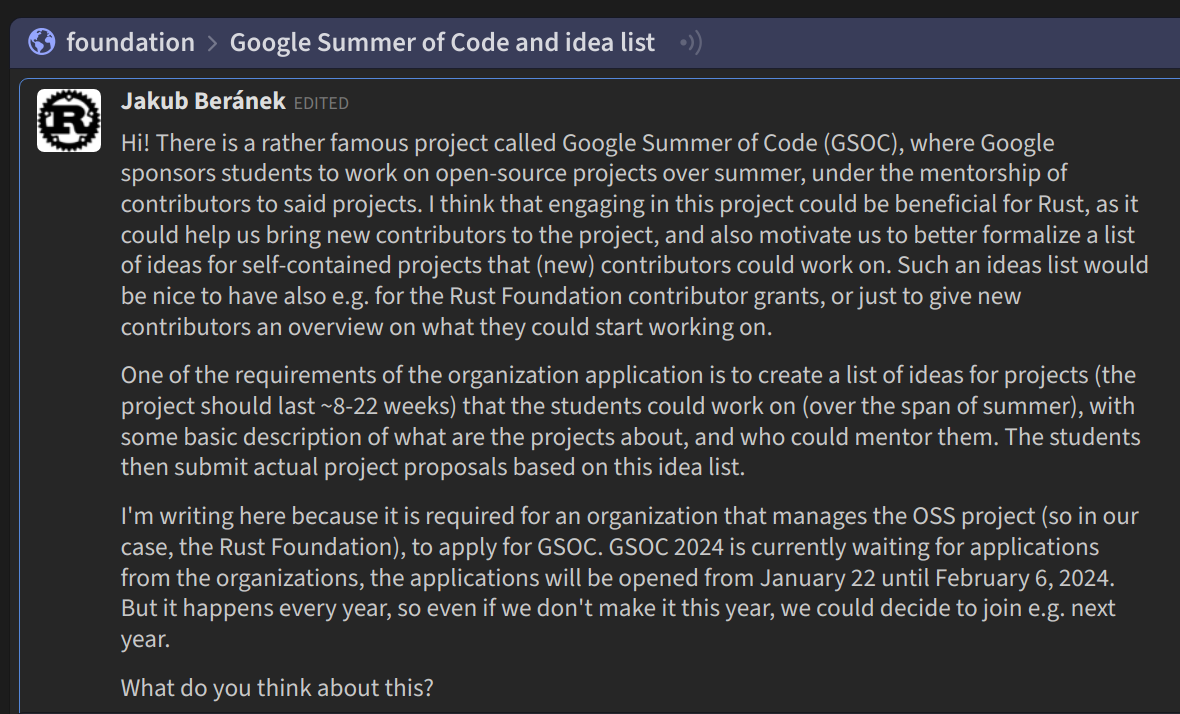 foundation > Google Summer of Code and idea list
Jakub Beránek EDITED
Hi! There is a rather famous project called Google Summer of Code (GSOC), where Google
sponsors students to work on open-source projects over summer, under the mentorship of
contributors to said projects. I think that engaging in this project could be beneficial for Rust, as it
could help us bring new contributors to the project, and also motivate us to better formalize a list
of ideas for self-contained projects that (new) contributors could work on. Such an ideas list would
be nice to have also e.g. for the Rust Foundation contributor grants, or just to give new
contributors an overview on what they could start working on.
One of the requirements of the organization application is to create a list of ideas for projects (the
project should last ~8-22 weeks) that the students could work on (over the span of summer), with
some basic description of what are the projects about, and who could mentor them. The students
then submit actual project proposals based on this idea list.
I'm writing here because it is required for an organization that manages the OSS project (so in our
case, the Rust Foundation), to apply for GSOC. GSOC 2024 is currently waiting for applications
from the organizations, the applications will be opened from January 22 until February 6, 2024.
But it happens every year, so even if we don't make it this year, we could decide to join e.g. next
year.
What do you think about this?